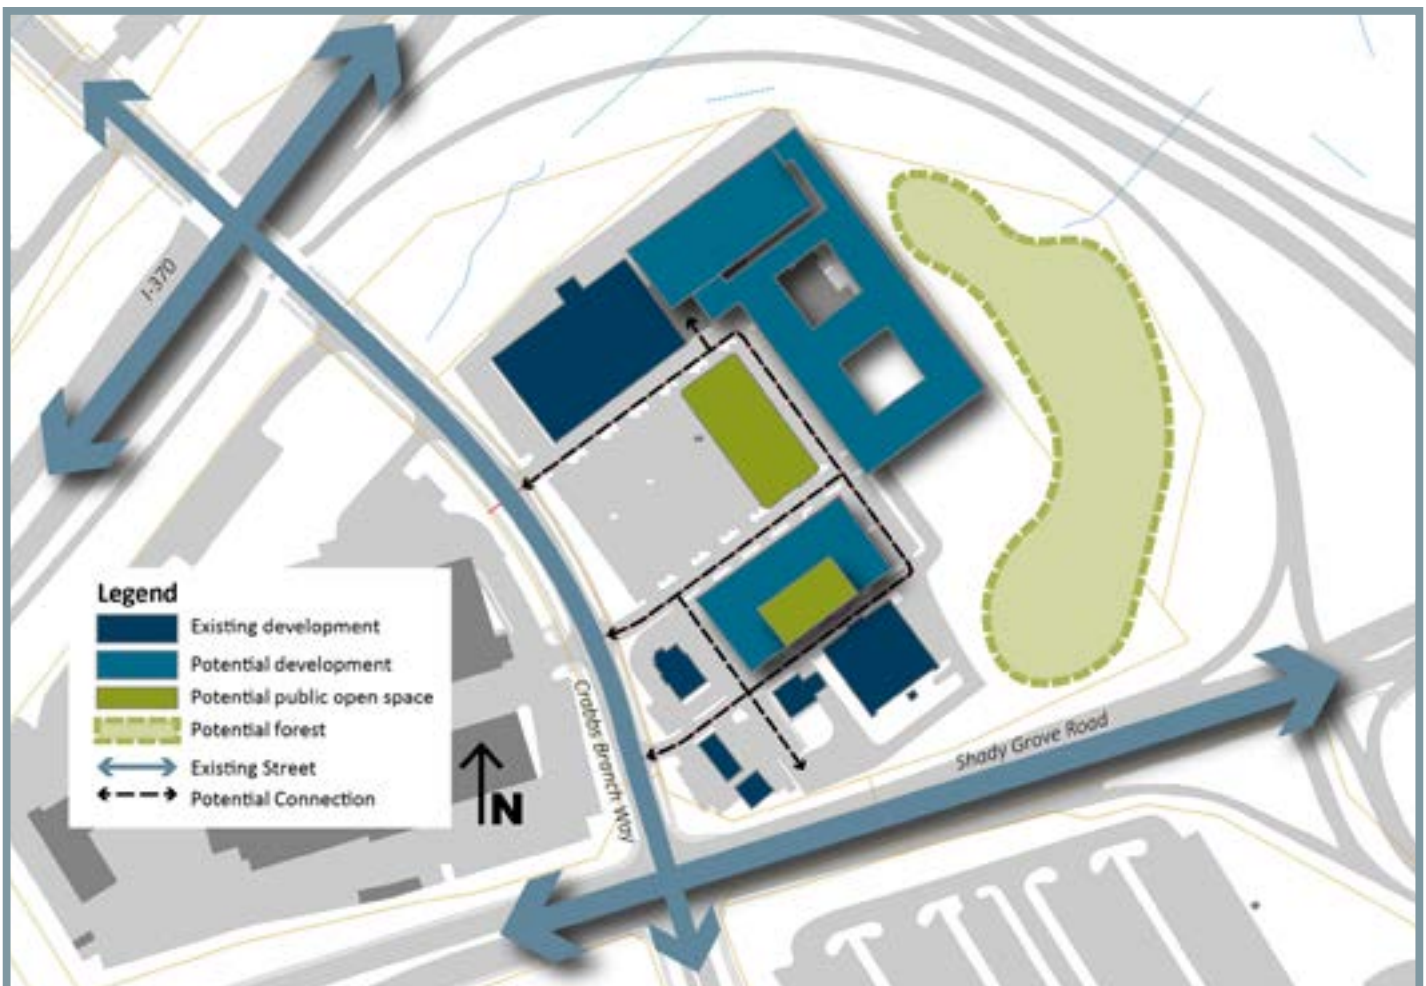 I-370
Legend
Existing development
Potential development
Potential public open space
Potential forest
Existing Street
Potential Connection
N
Crabbs Branch Way
Shady Grove Road